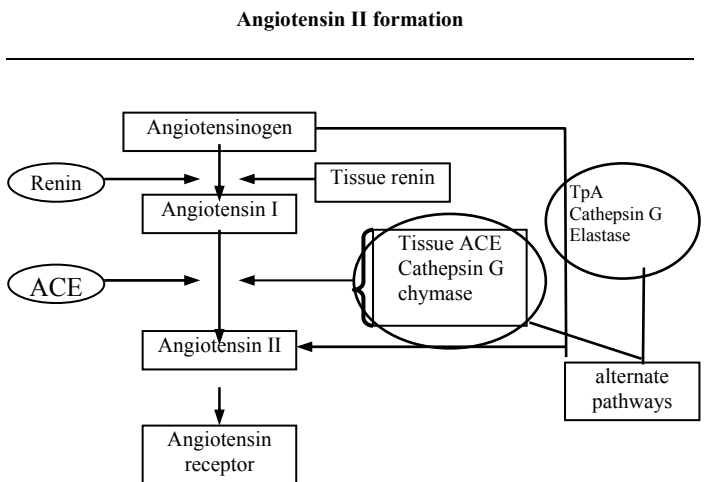 Angiotensin II formation
Angiotensinogen
Renin
Tissue renin
Angiotensin I
TpA
Cathepsin G
Elastase
Tissue ACE
Cathepsin G
chymase
ACE
Angiotensin II
alternate
pathways
Angiotensin
receptor